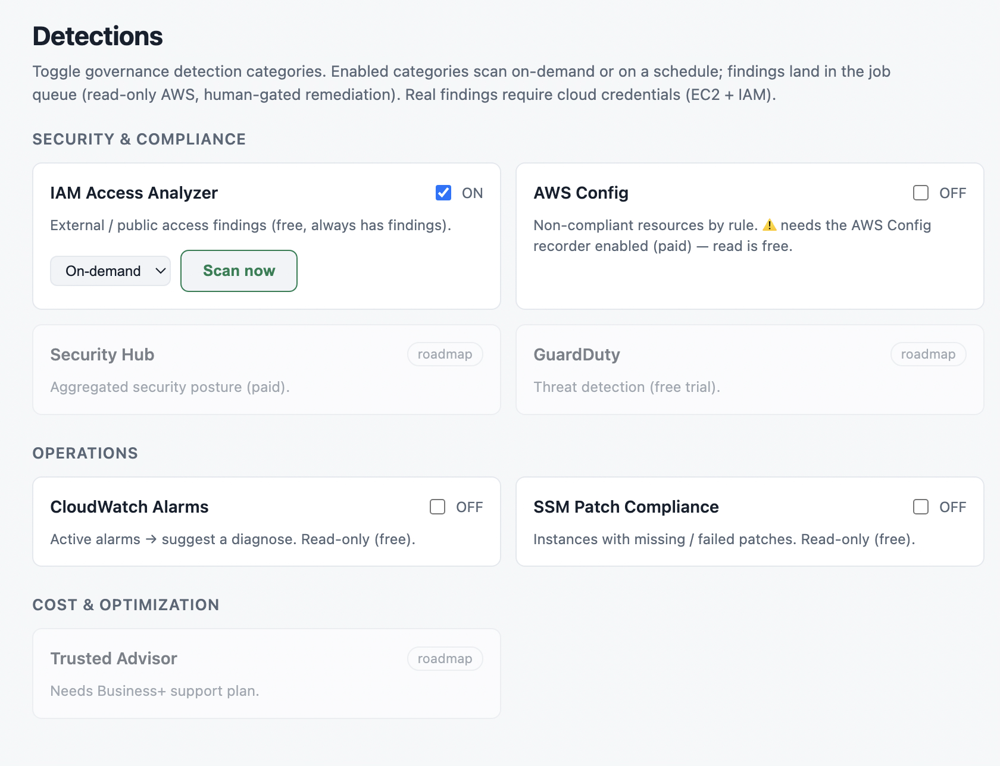 Detections
Toggle governance detection categories. Enabled categories scan on-demand or on a schedule; findings land in the job
queue (read-only AWS, human-gated remediation). Real findings require cloud credentials (EC2 + IAM).
SECURITY & COMPLIANCE
IAM Access Analyzer
ON
External / public access findings (free, always has findings).
On-demand
Scan now
AWS Config
OFF
Non-compliant resources by rule. ⚠️ needs the AWS Config
recorder enabled (paid) — read is free.
Security Hub
roadmap
Aggregated security posture (paid).
GuardDuty
roadmap
Threat detection (free trial).
OPERATIONS
CloudWatch Alarms
OFF
Active alarms → suggest a diagnose. Read-only (free).
SSM Patch Compliance
OFF
Instances with missing / failed patches. Read-only (free).
COST & OPTIMIZATION
Trusted Advisor
roadmap
Needs Business+ support plan.